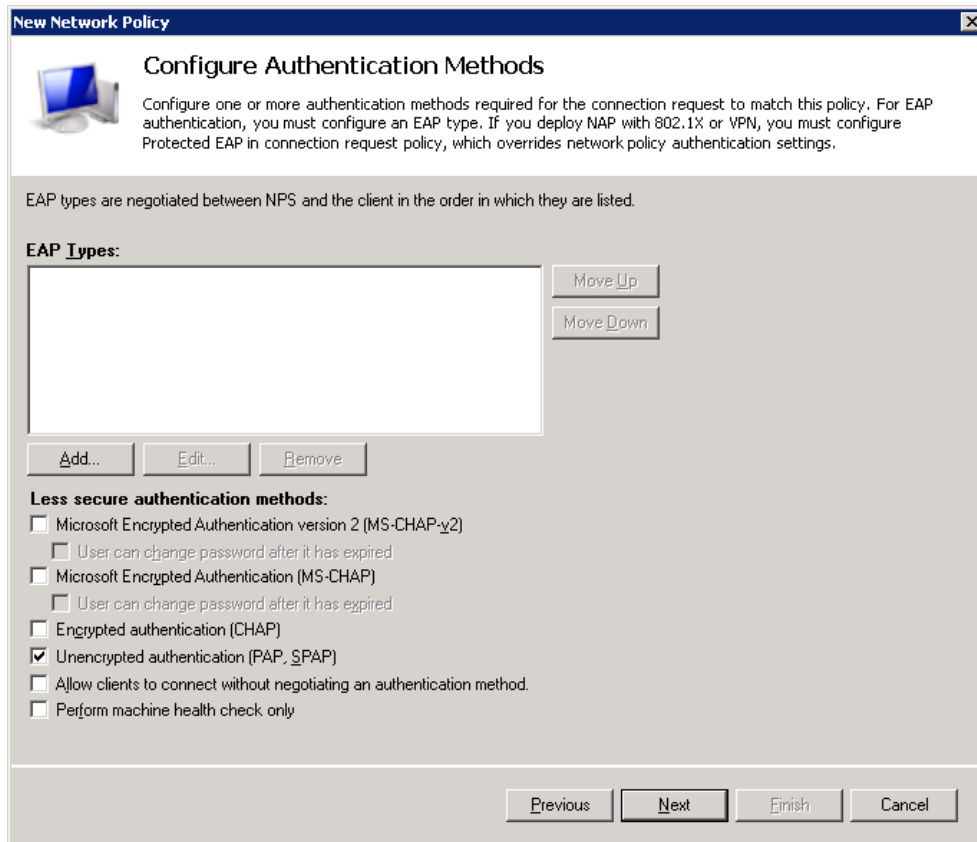 New Network Policy
Configure Authentication Methods
Configure one or more authentication methods required for the connection request to match this policy. For EAP
authentication, you must configure an EAP type. If you deploy NAP with 802.1X or VPN, you must configure
Protected EAP in connection request policy, which overrides network policy authentication settings.
EAP types are negotiated between NPS and the client in the order in which they are listed.
EAP Types:
Move Up
Move Down
Add... Edit... Remove
Less secure authentication methods:
Microsoft Encrypted Authentication version 2 (MS-CHAP-v2)
User can change password after it has expired
Microsoft Encrypted Authentication (MS-CHAP)
User can change password after it has expired
Encrypted authentication (CHAP)
Unencrypted authentication (PAP, SPAP)
Allow clients to connect without negotiating an authentication method.
Perform machine health check only
Previous Next Finish Cancel